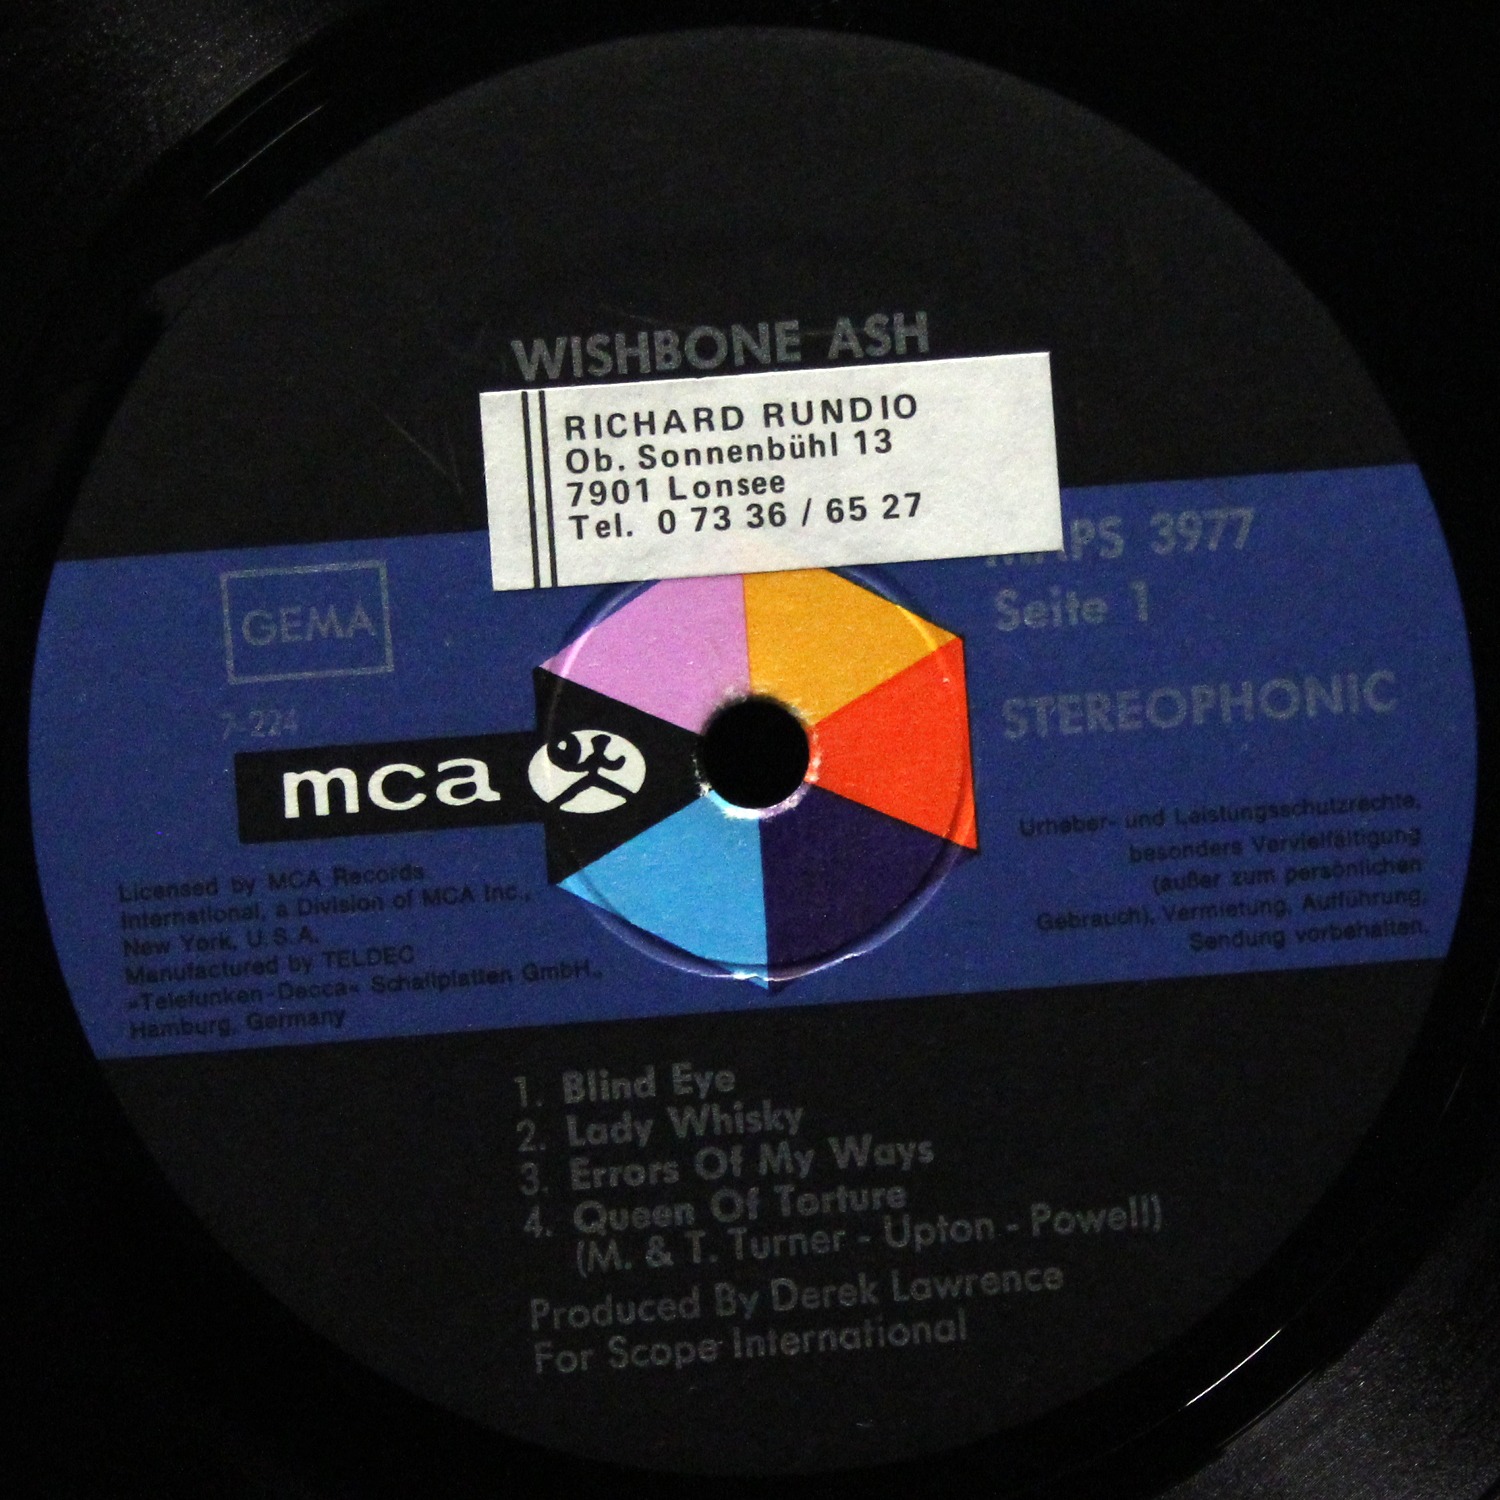 WISHBONE ASH
RICHARD RUNDIO
Ob. Sonnenbühl 13
7901 Lonsee
Tel. 0 73 36 / 65 27
MAPS 3977
Seite 1
STEREOPHONIC
GEMA
7-224
mca
Urheber- und Leistungsschutzrechte,
besonders Vervielfältigung
(außer zum persönlichen
Gebrauch), Vermietung, Aufführung,
Sendung vorbehalten.
Licensed by MCA Records
International, a Division of MCA Inc.,
New York, U.S.A.
Manufactured by TELDEC
»Telefunken-Decca« Schallplatten GmbH.,
Hamburg, Germany
1. Blind Eye
2. Lady Whisky
3. Errors Of My Ways
4. Queen Of Torture
(M. & T. Turner - Upton - Powell)
Produced By Derek Lawrence
For Scope International